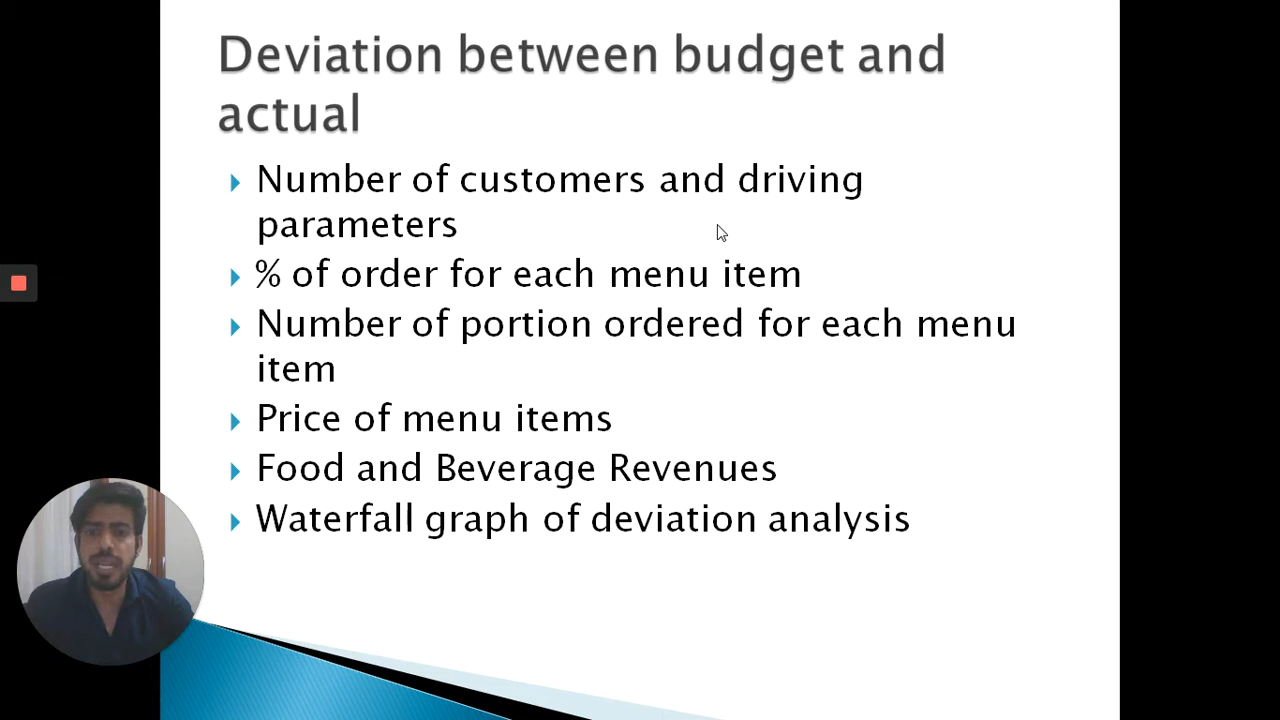 Deviation between budget and
actual
Number of customers and driving
parameters
% of order for each menu item
Number of portion ordered for each menu
item
Price of menu items
Food and Beverage Revenues
Waterfall graph of deviation analysis